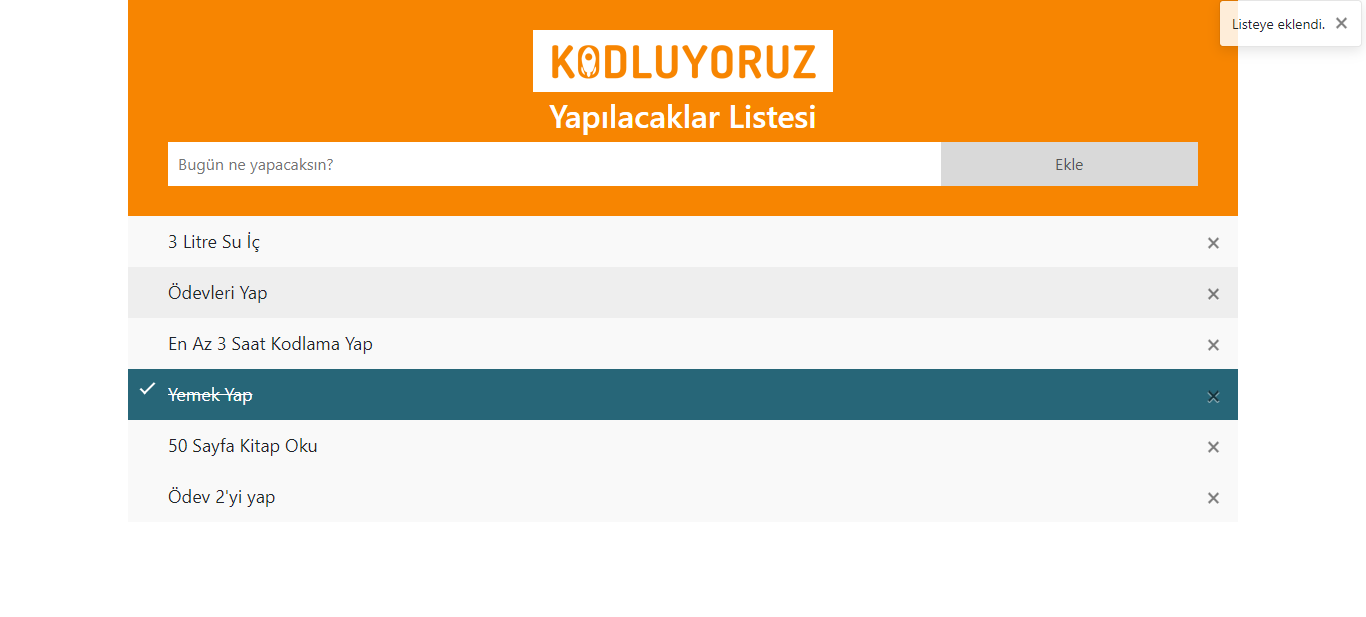 Listeye eklendi.
KODLUYORUZ
Yapılacaklar Listesi
Bugün ne yapacaksın?
Ekle
3 Litre Su İç
Ödevleri Yap
En Az 3 Saat Kodlama Yap
Yemek Yap
50 Sayfa Kitap Oku
Ödev 2'yi yap